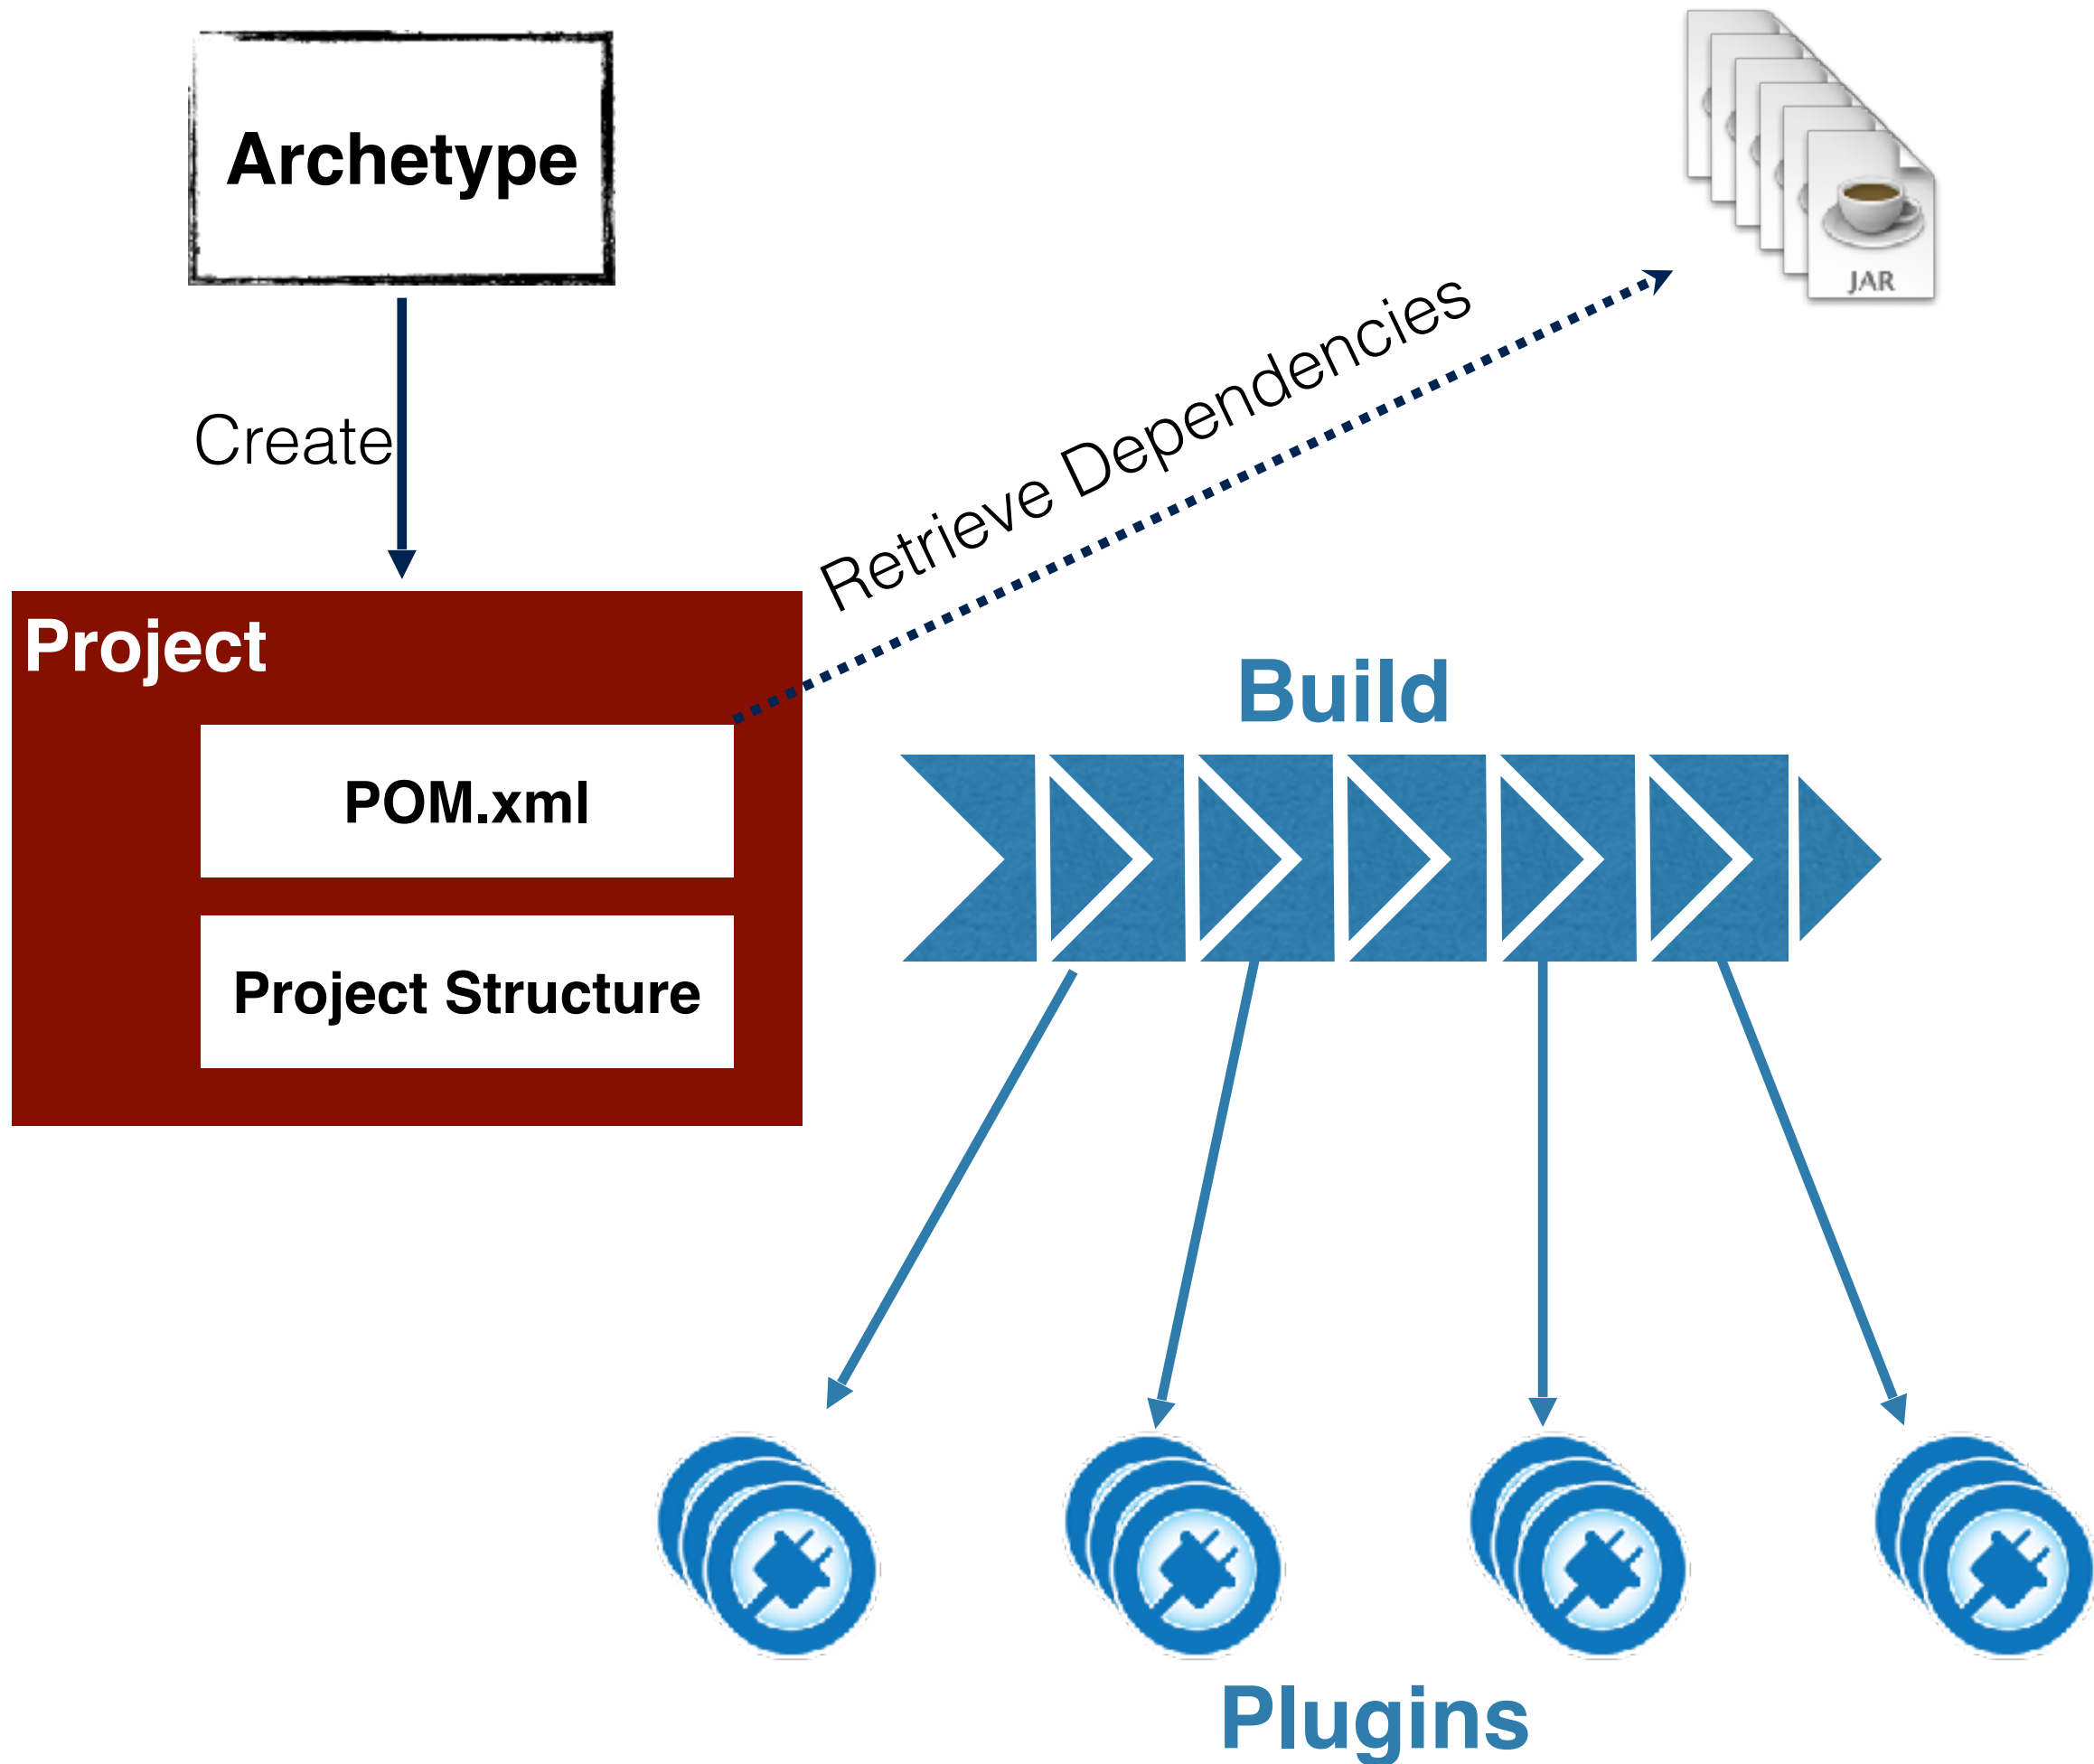 Archetype
JAR
Create
Retrieve Dependencies
Project
Build
POM.xml
Project Structure
Plugins